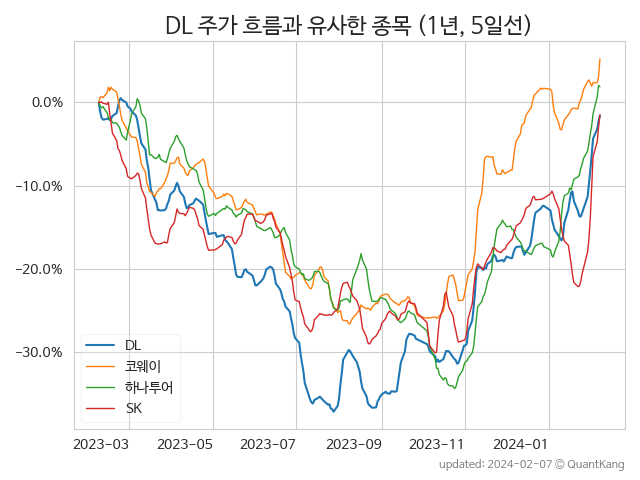 DL 주가 흐름과 유사한 종목 (1년, 5일선)
0.0%
−10.0%
−20.0%
−30.0%
DL
코웨이
하나투어
SK
2023-03 2023-05 2023-07 2023-09 2023-11 2024-01
updated: 2024-02-07 © QuantKang